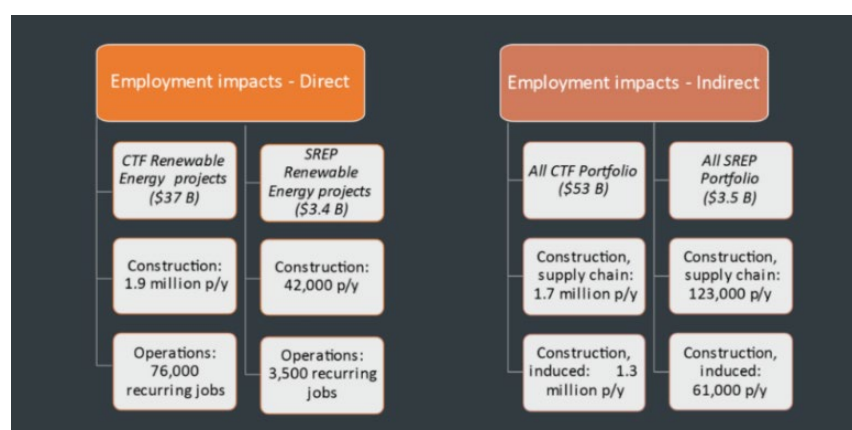 Employment impacts - Direct
CTF Renewable
Energy projects
($37 B)
Construction:
1.9 million p/y
Operations:
76,000
recurring jobs
SREP
Renewable
Energy projects
($3.4 B)
Construction:
42,000 p/y
Operations:
3,500 recurring
jobs
Employment impacts - Indirect
All CTF Portfolio
($53 B)
Construction,
supply chain:
1.7 million p/y
Construction,
induced: 1.3
million p/y
All SREP
Portfolio
($3.5 B)
Construction,
supply chain:
123,000 p/y
Construction,
induced:
61,000 p/y